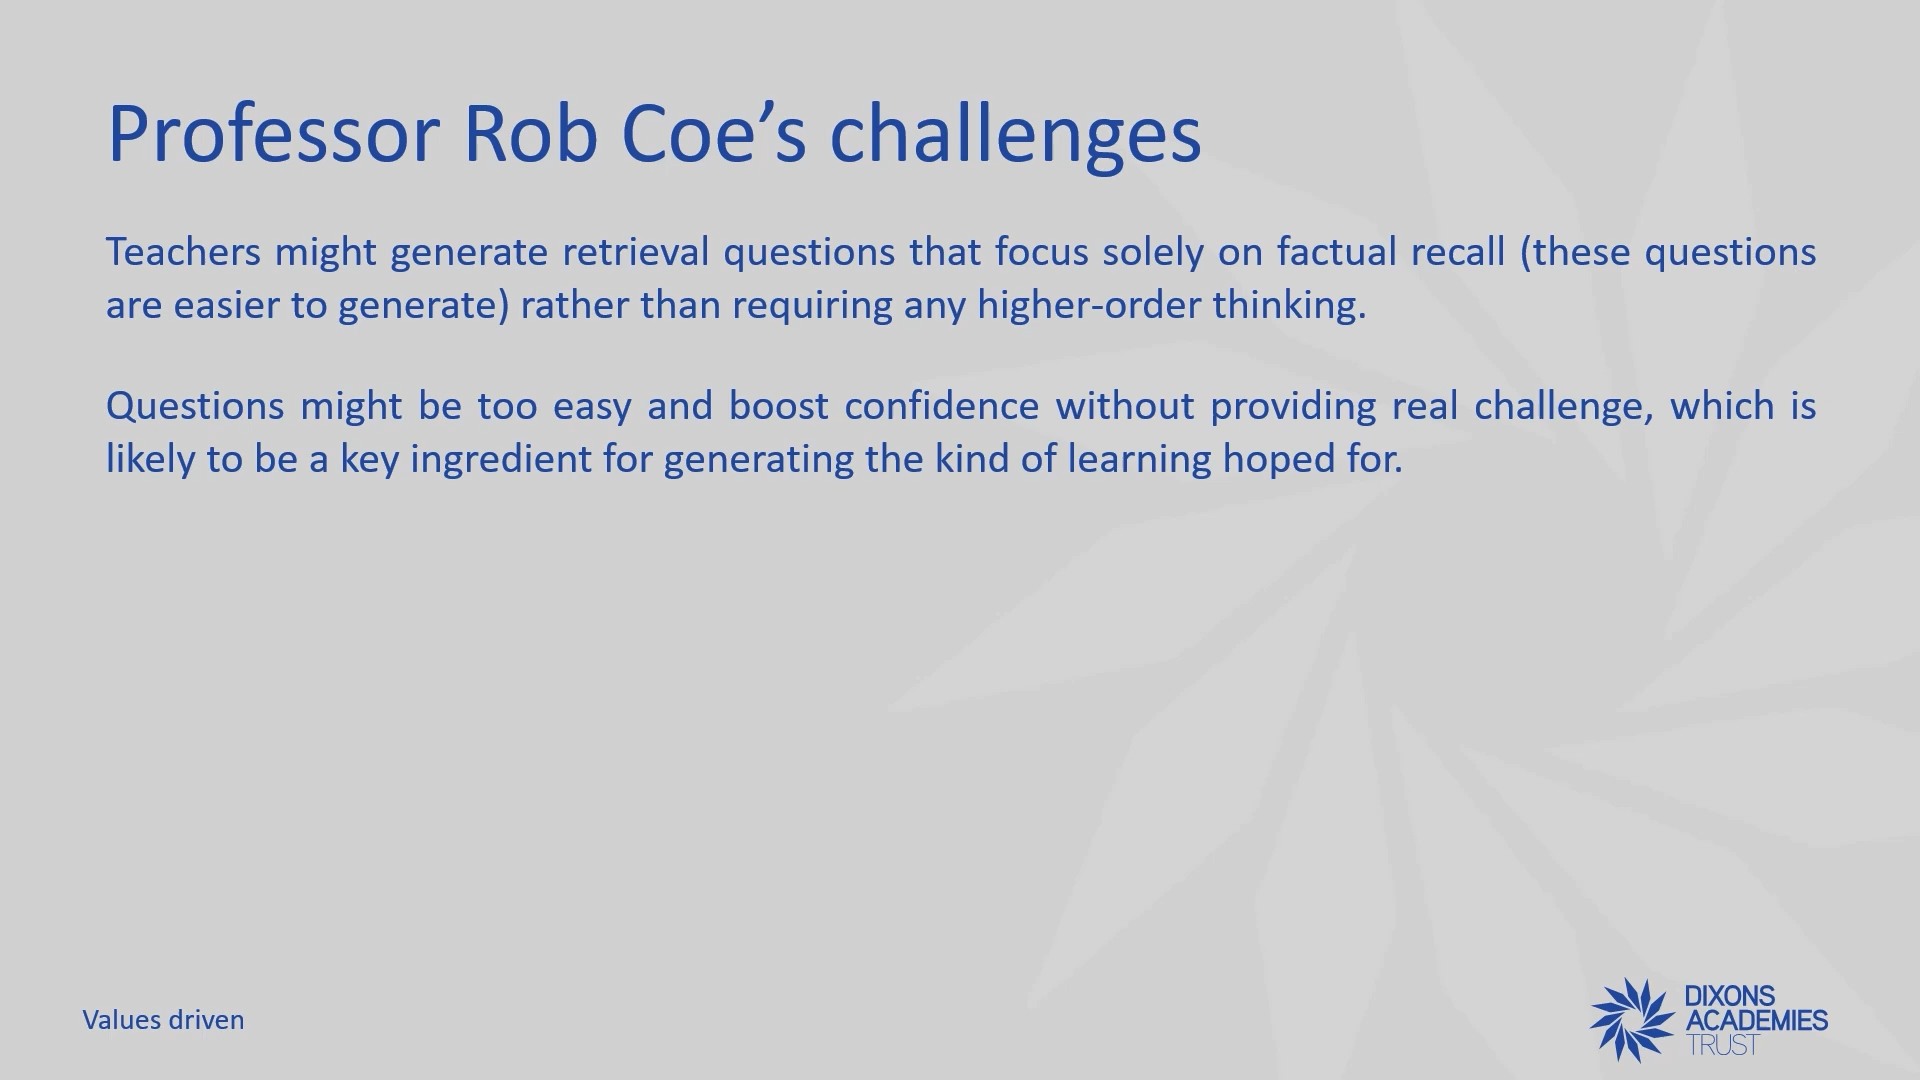 Professor Rob Coe’s challenges
Teachers might generate retrieval questions that focus solely on factual recall (these questions
are easier to generate) rather than requiring any higher-order thinking.
Questions might be too easy and boost confidence without providing real challenge, which is
likely to be a key ingredient for generating the kind of learning hoped for.
Values driven
DIXONS
ACADEMIES
TRUST